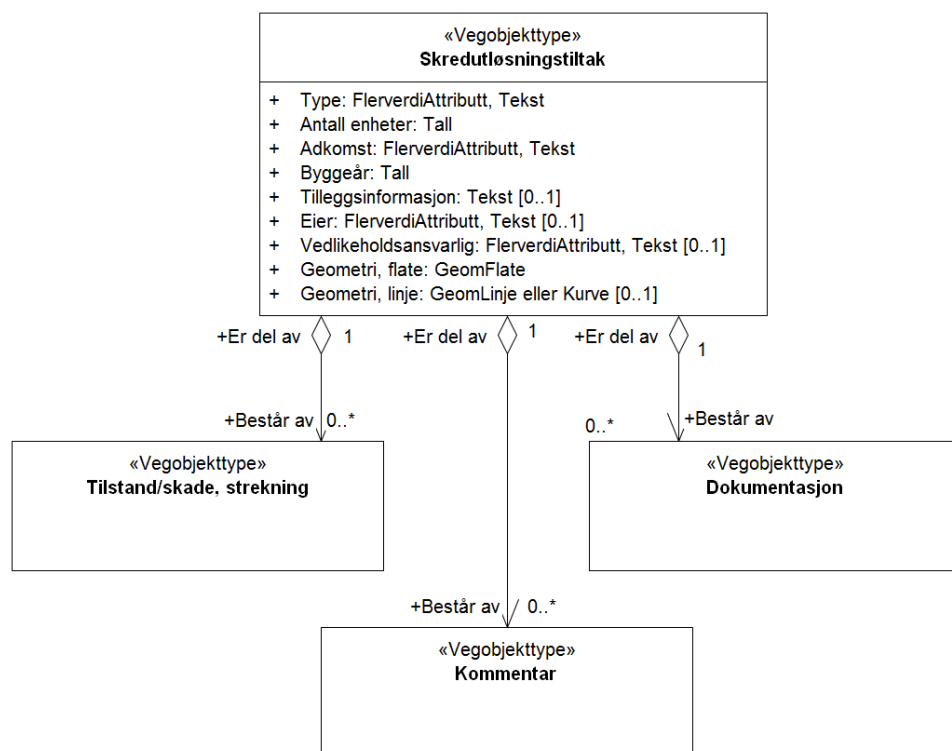 «Vegobjekttype»
Skredutløsningstiltak
+ Type: FlerverdiAttributt, Tekst
+ Antall enheter: Tall
+ Adkomst: FlerverdiAttributt, Tekst
+ Byggeår: Tall
+ Tilleggsinformasjon: Tekst [0..1]
+ Eier: FlerverdiAttributt, Tekst [0..1]
+ Vedlikeholdsansvarlig: FlerverdiAttributt, Tekst [0..1]
+ Geometri, flate: GeomFlate
+ Geometri, linje: GeomLinje eller Kurve [0..1]
+Er del av 1
+Er del av 1
+Er del av 1
+Består av 0..*
0..* +Består av
«Vegobjekttype»
Tilstand/skade, strekning
«Vegobjekttype»
Dokumentasjon
+Består av 0..*
«Vegobjekttype»
Kommentar